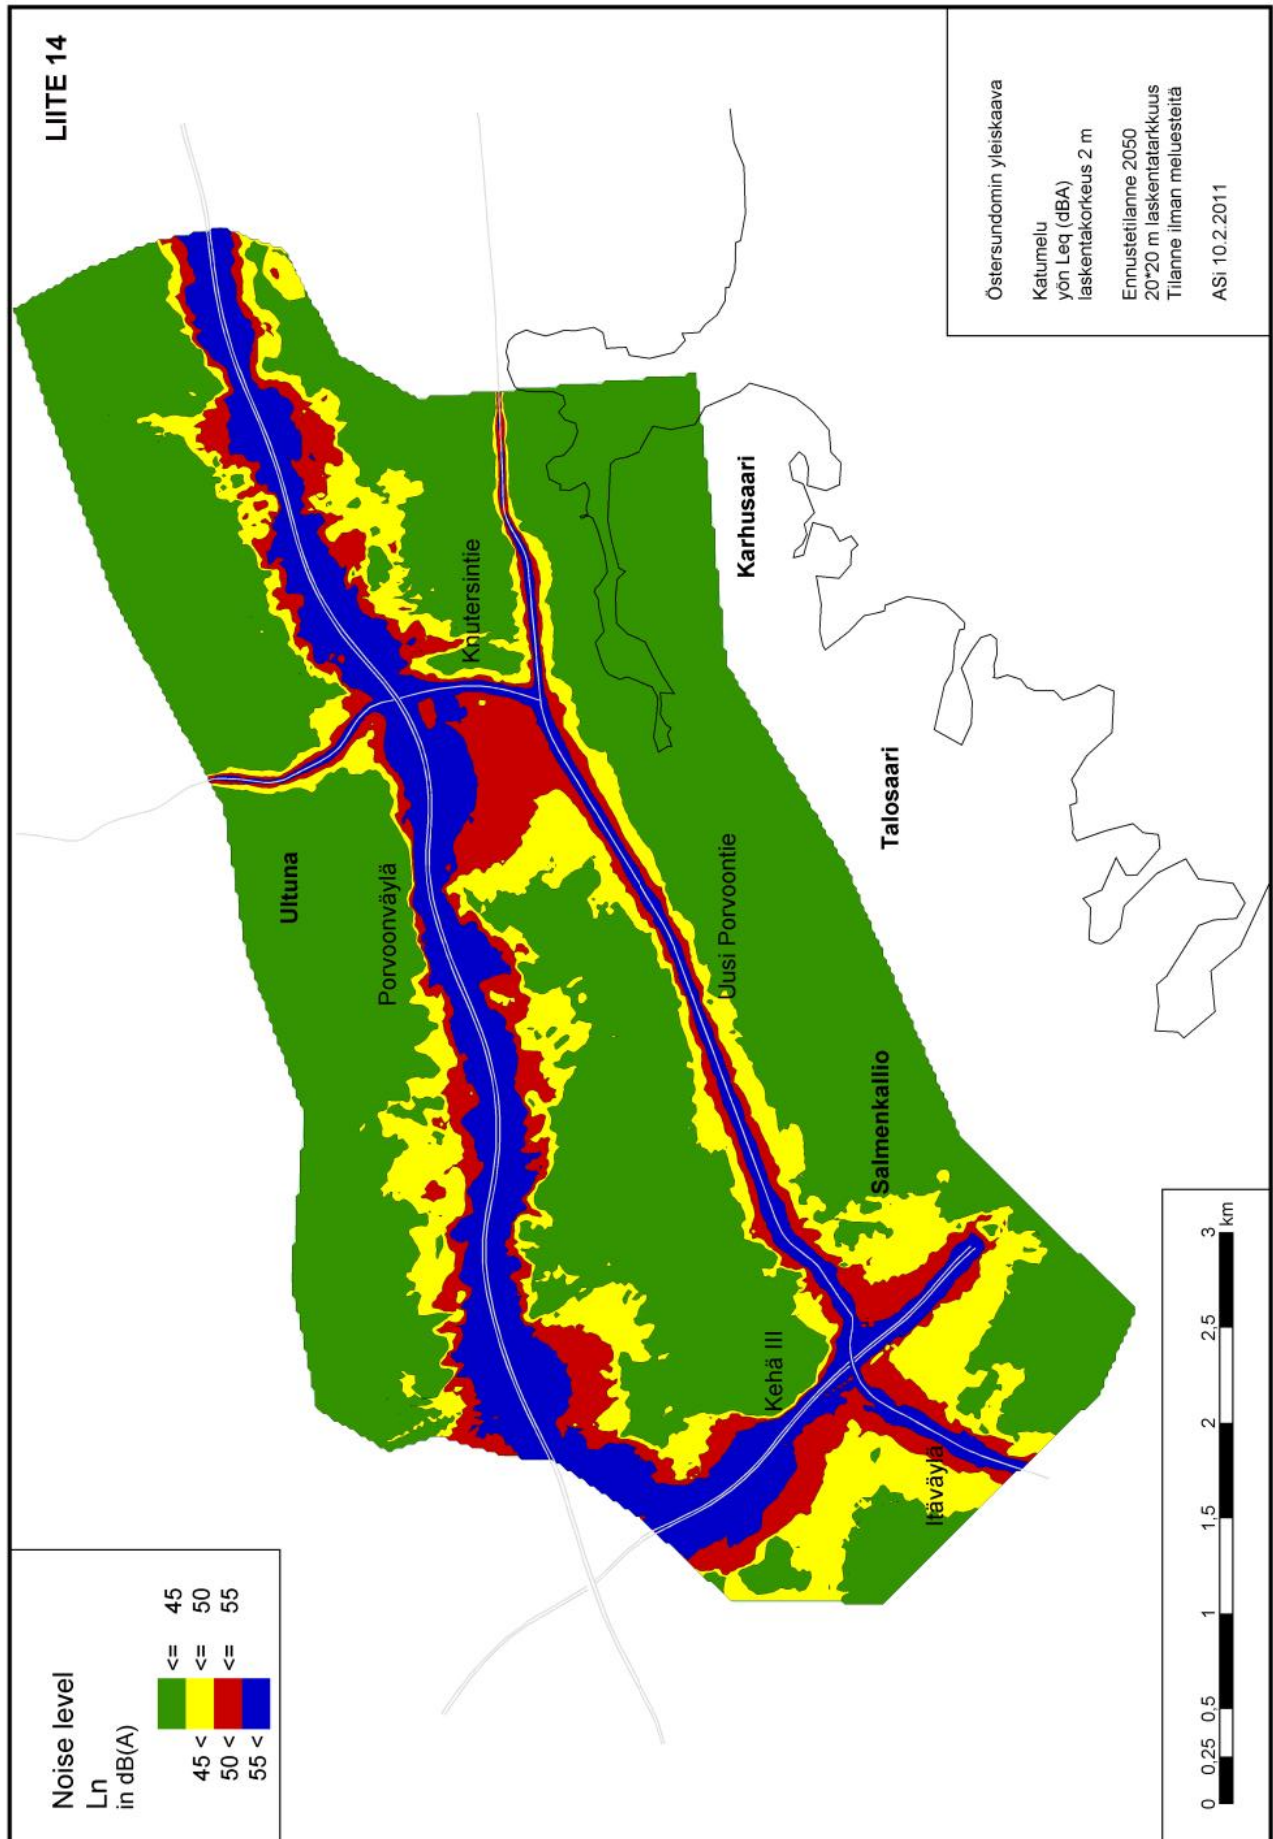 LIITE 14
Noise level
Ln
in dB(A)
<= 45
45 < <= 50
50 < <= 55
55 <
Ultuna
Porvoonväylä
Knutersintie
Uusi Porvoontie
Kehä III
Itäväylä
Salmenkallio
Talosaari
Karhusaari
0 0,25 0,5 1 1,5 2 2,5 3
km
Östersundomin yleiskaava
Katumelu
yön Leq (dBA)
laskentakorkeus 2 m
Ennustetilanne 2050
20*20 m laskentatarkkuus
Tilanne ilman meluesteitä
ASi 10.2.2011